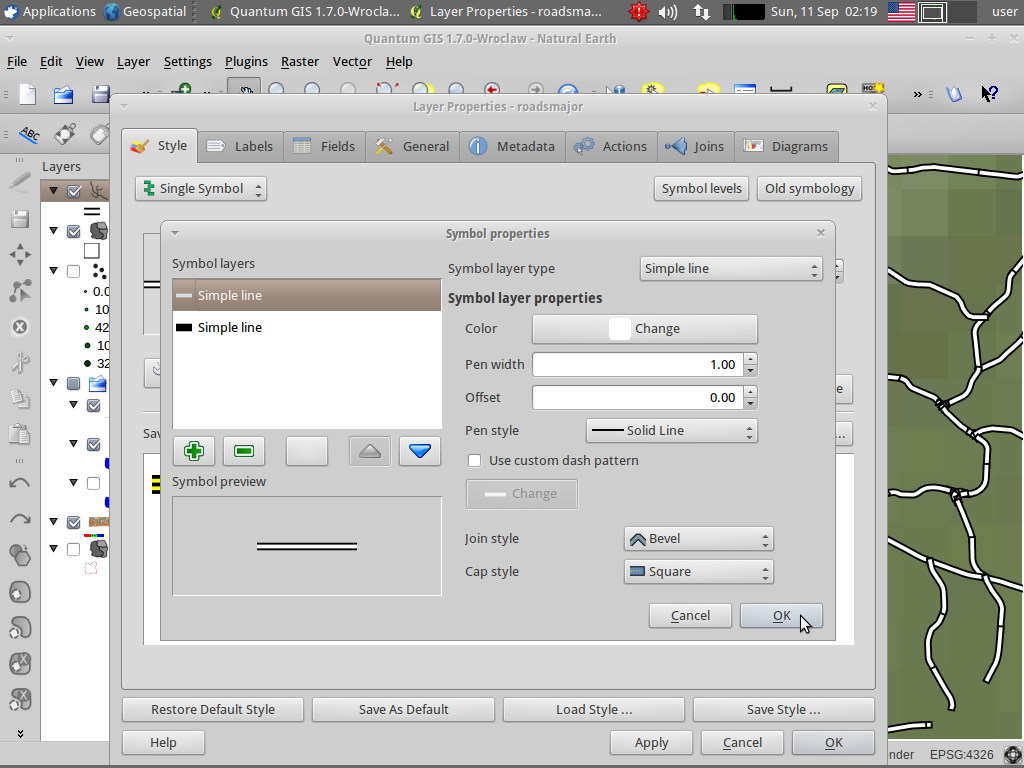 Applications Geospatial Quantum GIS 1.7.0-Wrocla... Layer Properties - roadsma... Sun, 11 Sep 02:19 user
Quantum GIS 1.7.0-Wroclaw - Natural Earth
File Edit View Layer Settings Plugins Raster Vector Help
Layer Properties - roadsmajor
ABC
Style Labels Fields General Metadata Actions Joins Diagrams
Layers
Single Symbol Symbol levels Old symbology
Symbol properties
Symbol layers
Symbol layer type Simple line
Simple line
Symbol layer properties
Simple line
Color Change
Pen width 1.00
Offset 0.00
Pen style Solid Line
Use custom dash pattern
Symbol preview
Change
Join style Bevel
Cap style Square
Cancel OK
0.0
10
42
10
32
Sav
e
...
Restore Default Style Save As Default Load Style ... Save Style ...
Help Apply Cancel OK
nder EPSG:4326